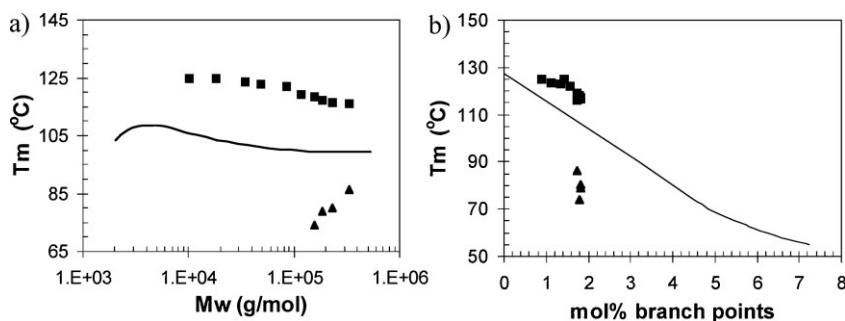 a)
145
125
105
85
65
Tm (°C)
1.E+03 1.E+04 1.E+05 1.E+06
Mw (g/mol)
b)
150
130
110
90
70
50
Tm (°C)
0 1 2 3 4 5 6 7 8
mol% branch points